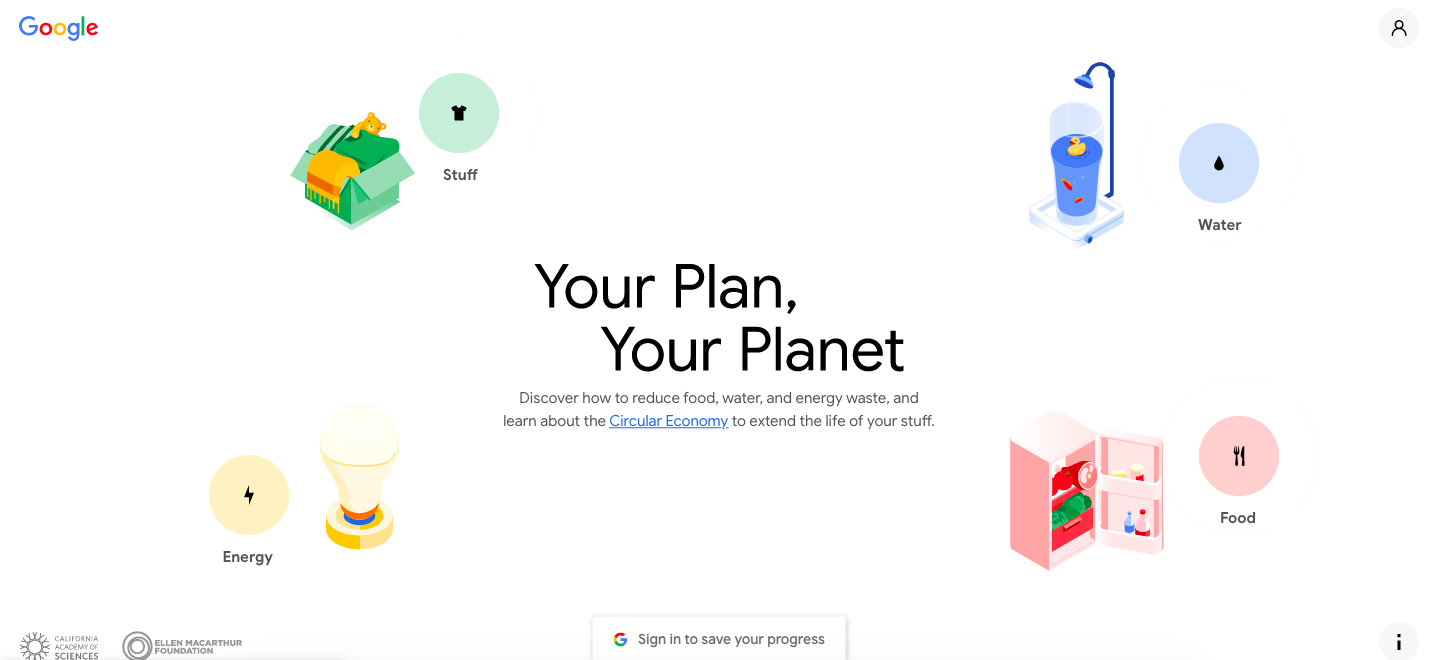 Google
Stuff
Water
Your Plan,
Your Planet
Discover how to reduce food, water, and energy waste, and
learn about the Circular Economy to extend the life of your stuff.
Energy
Food
CALIFORNIA
ACADEMY OF
SCIENCES
ELLEN MACARTHUR
FOUNDATION
G Sign in to save your progress
i